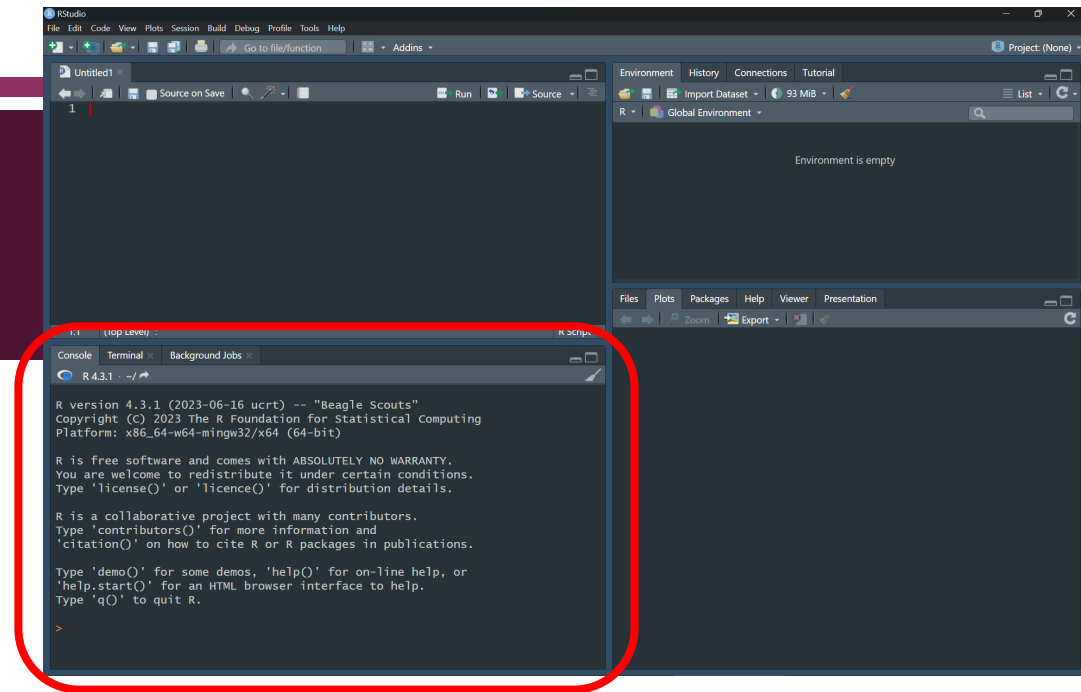 RStudio
File Edit Code View Plots Session Build Debug Profile Tools Help
Go to file/function Addins Project: (None)
Untitled1
Source on Save Run Source
1
Environment History Connections Tutorial
Import Dataset 93 MiB List
R Global Environment
Environment is empty
Files Plots Packages Help Viewer Presentation
Zoom Export
1:1 (Top Level) R Script
Console Terminal Background Jobs
R 4.3.1 · ~/
R version 4.3.1 (2023-06-16 ucrt) -- "Beagle Scouts"
Copyright (C) 2023 The R Foundation for Statistical Computing
Platform: x86_64-w64-mingw32/x64 (64-bit)
R is free software and comes with ABSOLUTELY NO WARRANTY.
You are welcome to redistribute it under certain conditions.
Type 'license()' or 'licence()' for distribution details.
R is a collaborative project with many contributors.
Type 'contributors()' for more information and
'citation()' on how to cite R or R packages in publications.
Type 'demo()' for some demos, 'help()' for on-line help, or
'help.start()' for an HTML browser interface to help.
Type 'q()' to quit R.
>